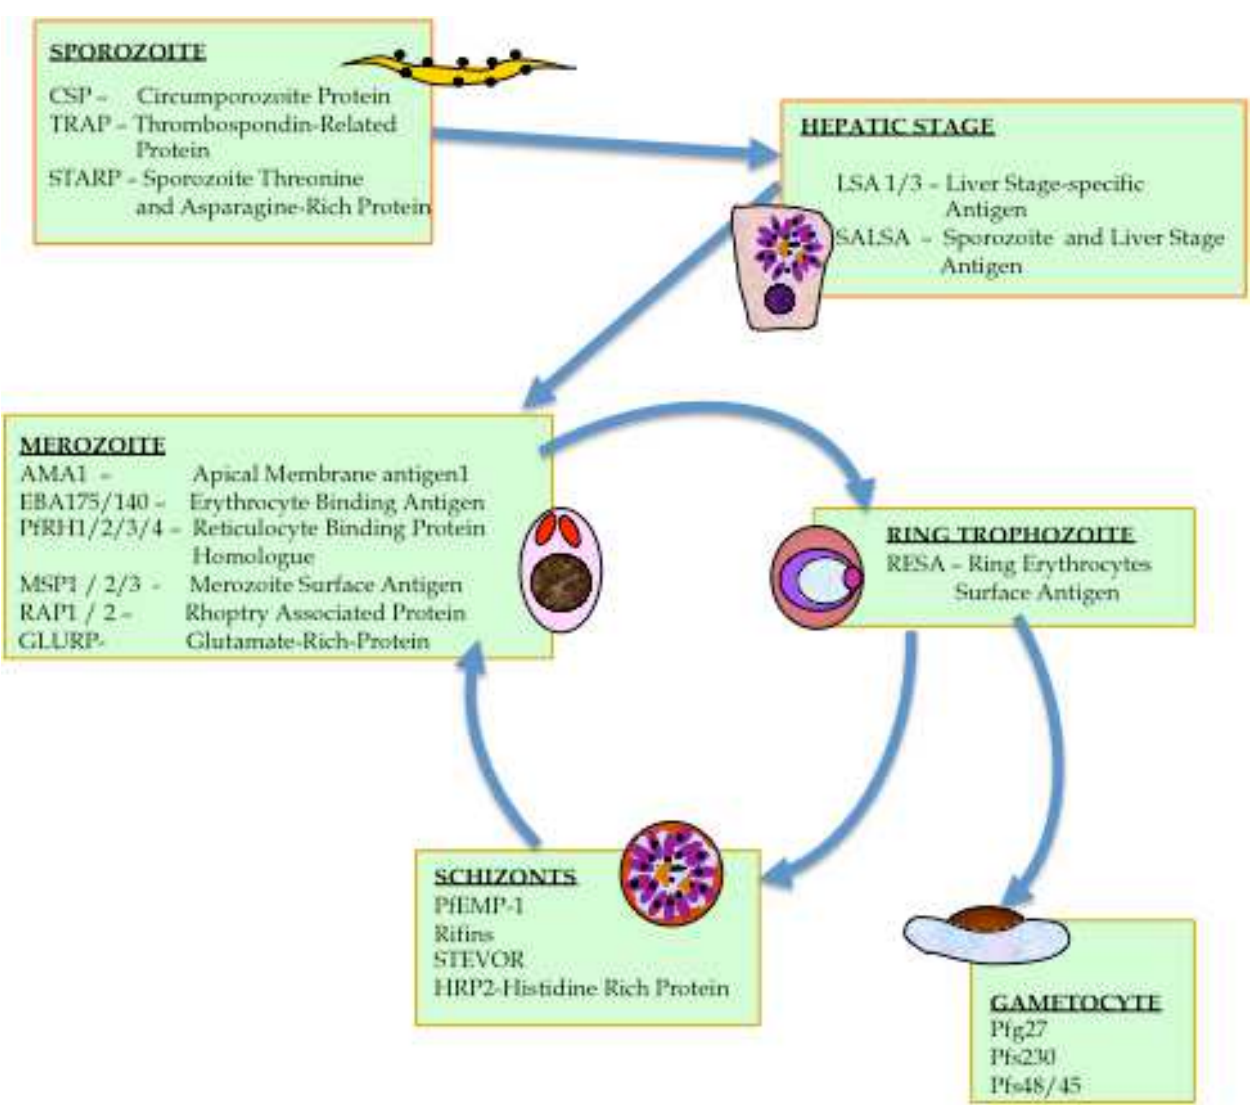 SPOROZOITE
CSP – Circumporozoite Protein
TRAP – Thrombospondin-Related
Protein
STARP – Sporozoite Threonine
and Asparagine-Rich Protein
HEPATIC STAGE
LSA 1/3 – Liver Stage-specific
Antigen
SALSA – Sporozoite and Liver Stage
Antigen
MEROZOITE
AMA1 – Apical Membrane antigen1
EBA175/140 – Erythrocyte Binding Antigen
PfRH1/2/3/4 – Reticulocyte Binding Protein
Homologue
MSP1 / 2/3 - Merozoite Surface Antigen
RAP1 / 2 – Rhoptry Associated Protein
GLURP- Glutamate-Rich-Protein
RING TROPHOZOITE
RESA – Ring Erythrocytes
Surface Antigen
SCHIZONTS
PfEMP-1
Rifins
STEVOR
HRP2-Histidine Rich Protein
GAMETOCYTE
Pfg27
Pfs230
Pfs48/45